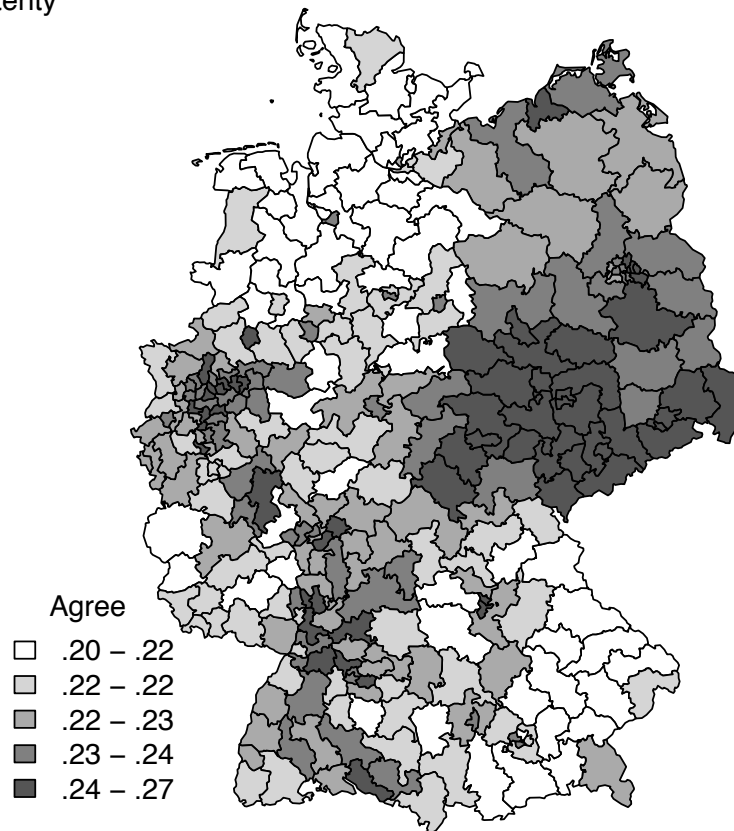 Agree
.20 – .22
.22 – .22
.22 – .23
.23 – .24
.24 – .27